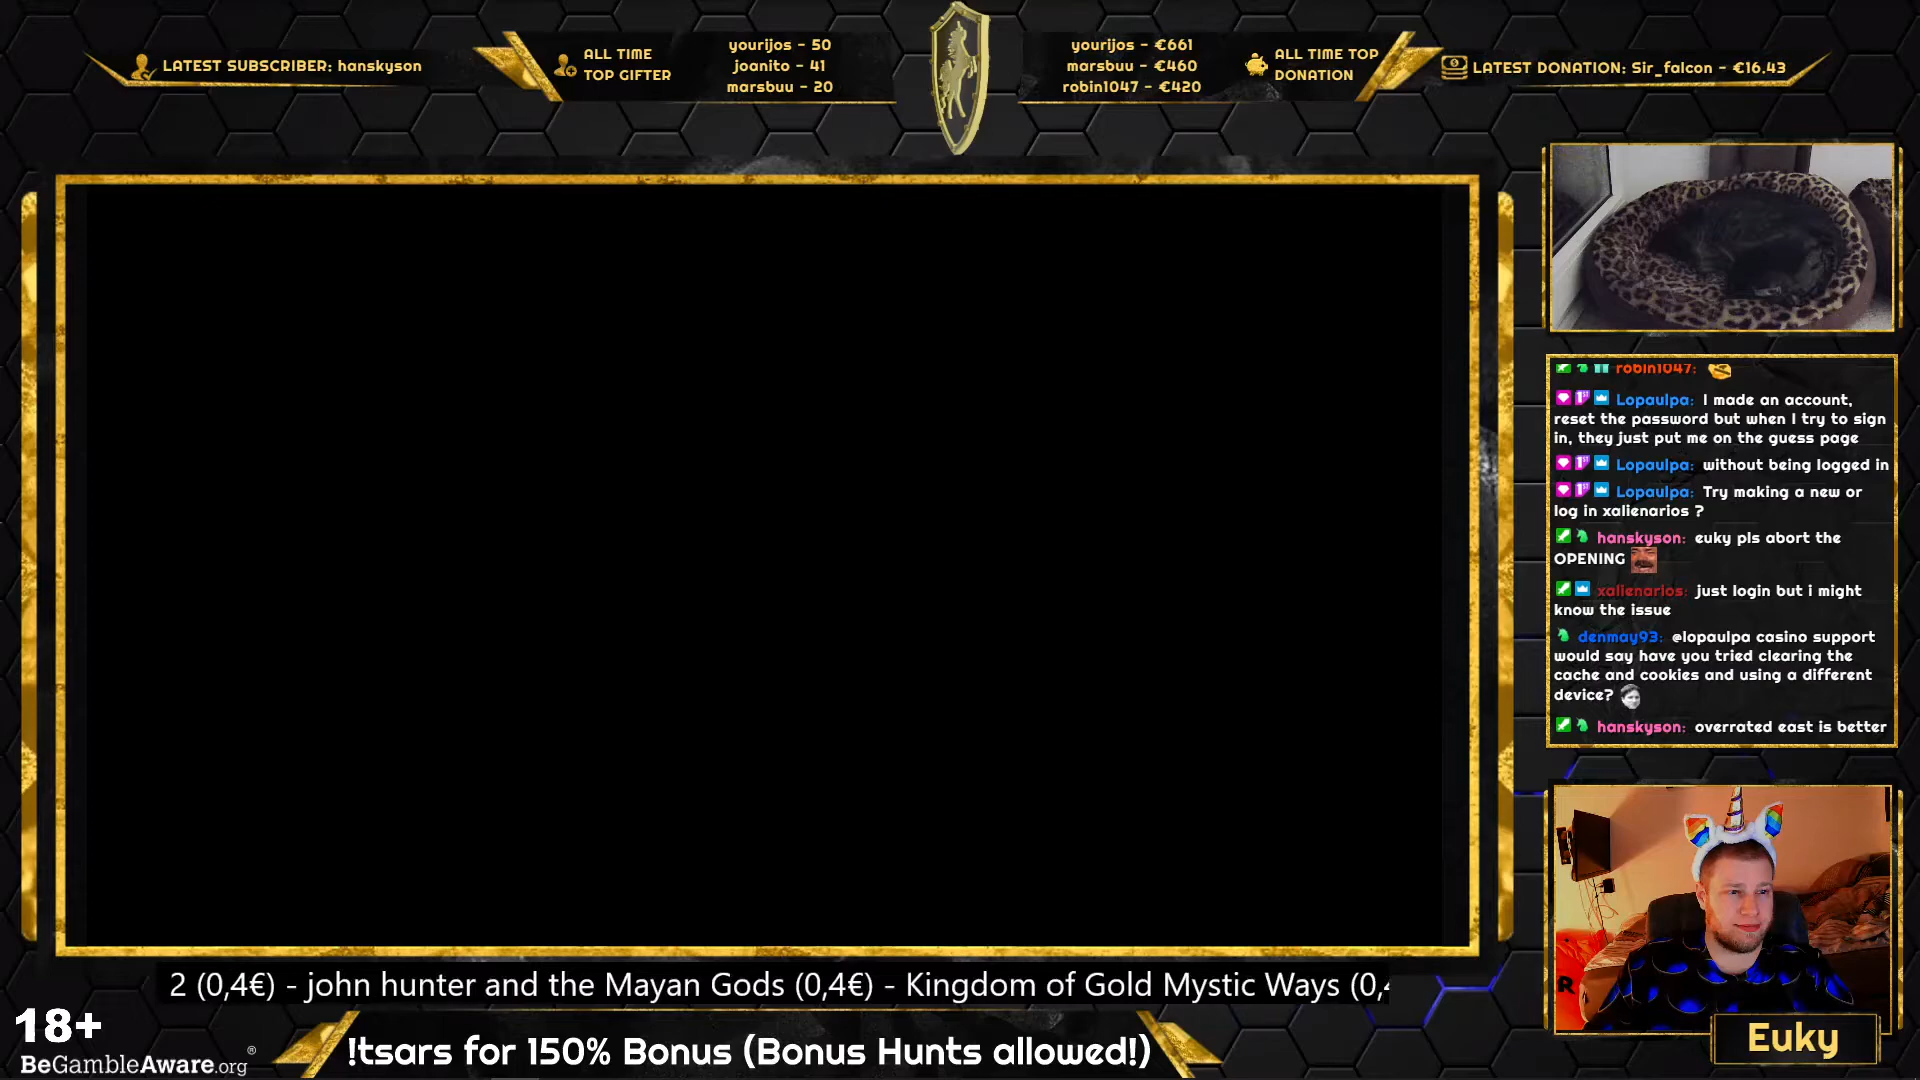 LATEST SUBSCRIBER: hanskyson
ALL TIME
TOP GIFTER
yourijos - 50
joanito - 41
marsbuu - 20
yourijos - €661
marsbuu - €460
robin1047 - €420
ALL TIME TOP
DONATION
LATEST DONATION: Sir_falcon - €16.43
robin1047:
Lopaulpa: I made an account,
reset the password but when I try to sign
in, they just put me on the guess page
Lopaulpa: without being logged in
Lopaulpa: Try making a new or
log in xalienarios ?
hanskyson: euky pls abort the
OPENING
xalienarios: just login but i might
know the issue
denmay93: @lopaulpa casino support
would say have you tried clearing the
cache and cookies and using a different
device?
hanskyson: overrated east is better
2 (0,4€) - john hunter and the Mayan Gods (0,4€) - Kingdom of Gold Mystic Ways (0,4
18+
BeGambleAware.org®
!tsars for 150% Bonus (Bonus Hunts allowed!)
R
Euky